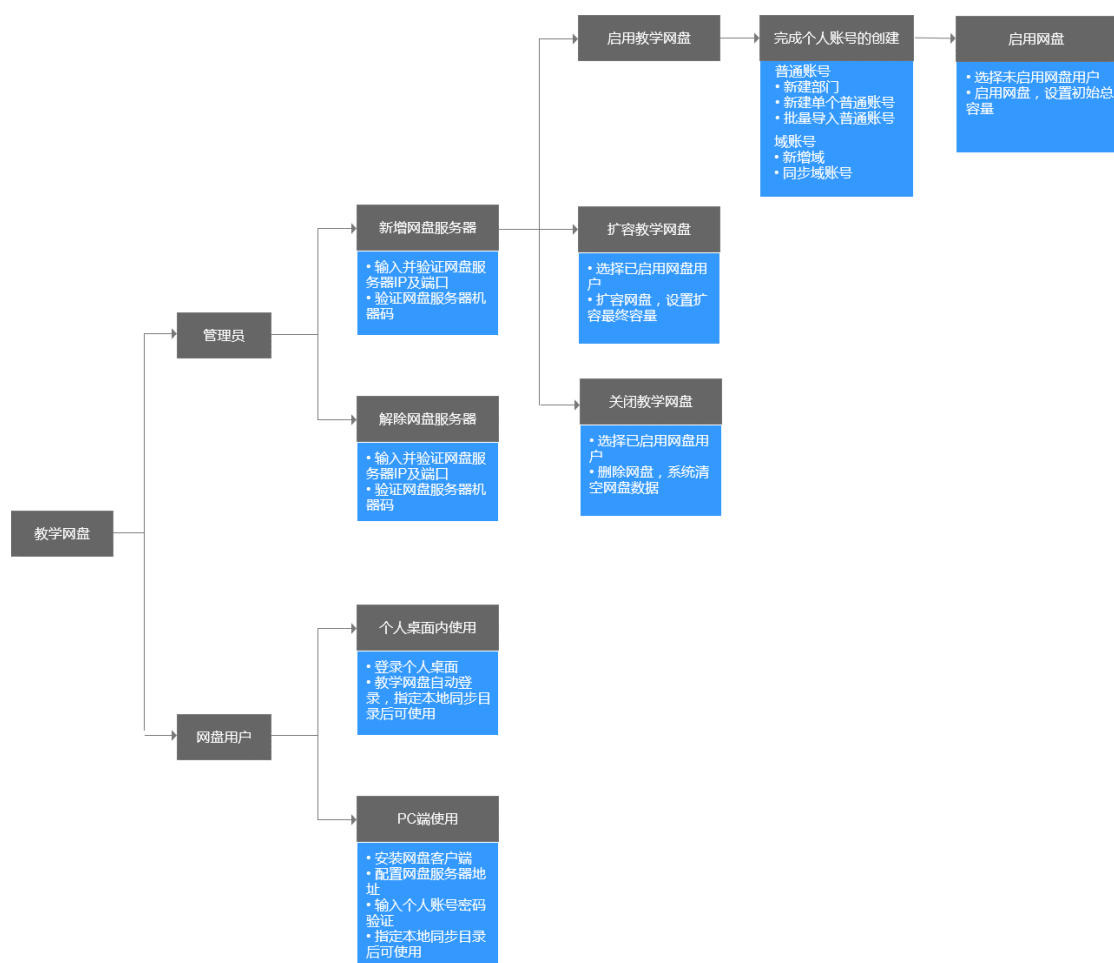 启用教学网盘
完成个人账号的创建
普通账号
• 新建部门
• 新建单个普通账号
• 批量导入普通账号
域账号
• 新增域
• 同步域账号
启用网盘
• 选择未启用网盘用户
• 启用网盘，设置初始总
容量
新增网盘服务器
• 输入并验证网盘服
务器IP及端口
• 验证网盘服务器机
器码
扩容教学网盘
• 选择已启用网盘用
户
• 扩容网盘，设置扩
容最终容量
管理员
解除网盘服务器
• 输入并验证网盘服
务器IP及端口
• 验证网盘服务器机
器码
关闭教学网盘
• 选择已启用网盘用
户
• 删除网盘，系统清
空网盘数据
教学网盘
个人桌面内使用
• 登录个人桌面
• 教学网盘自动登
录，指定本地同步目
录后可使用
网盘用户
PC端使用
• 安装网盘客户端
• 配置网盘服务器地
址
• 输入个人账号密码
验证
• 指定本地同步目录
后可使用